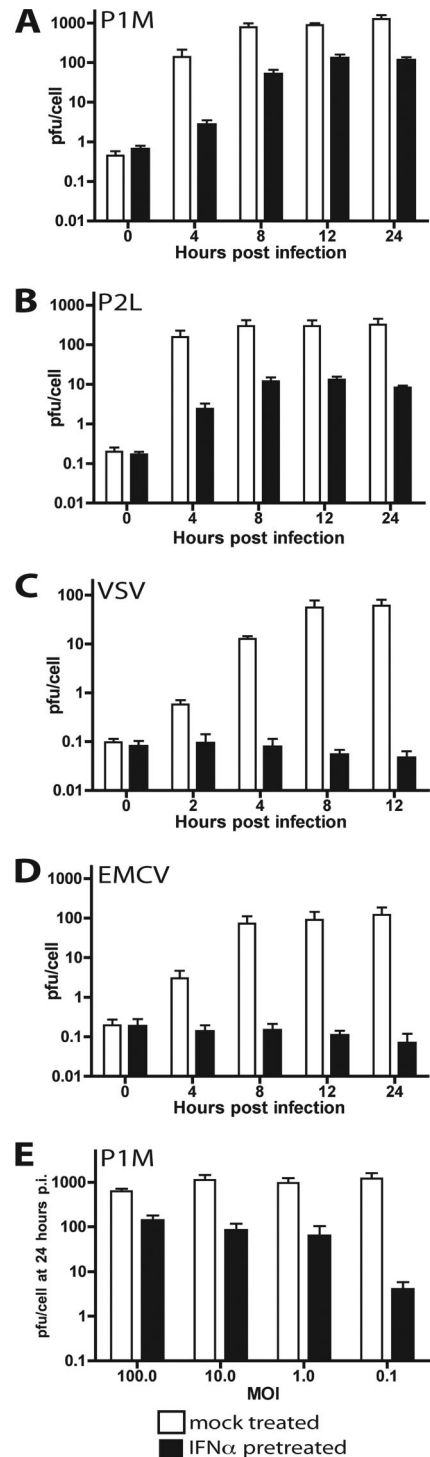 A P1M
1000
100
10
1
0.1
0.01
pfu/cell
0 4 8 12 24
Hours post infection
B P2L
1000
100
10
1
0.1
0.01
pfu/cell
0 4 8 12 24
Hours post infection
C VSV
100
10
1
0.1
0.01
pfu/cell
0 2 4 8 12
Hours post infection
D EMCV
1000
100
10
1
0.1
0.01
pfu/cell
0 4 8 12 24
Hours post infection
E P1M
1000
100
10
1
0.1
pfu/cell at 24 hours p.i.
100.0 10.0 1.0 0.1
MOI
mock treated
IFNα pretreated